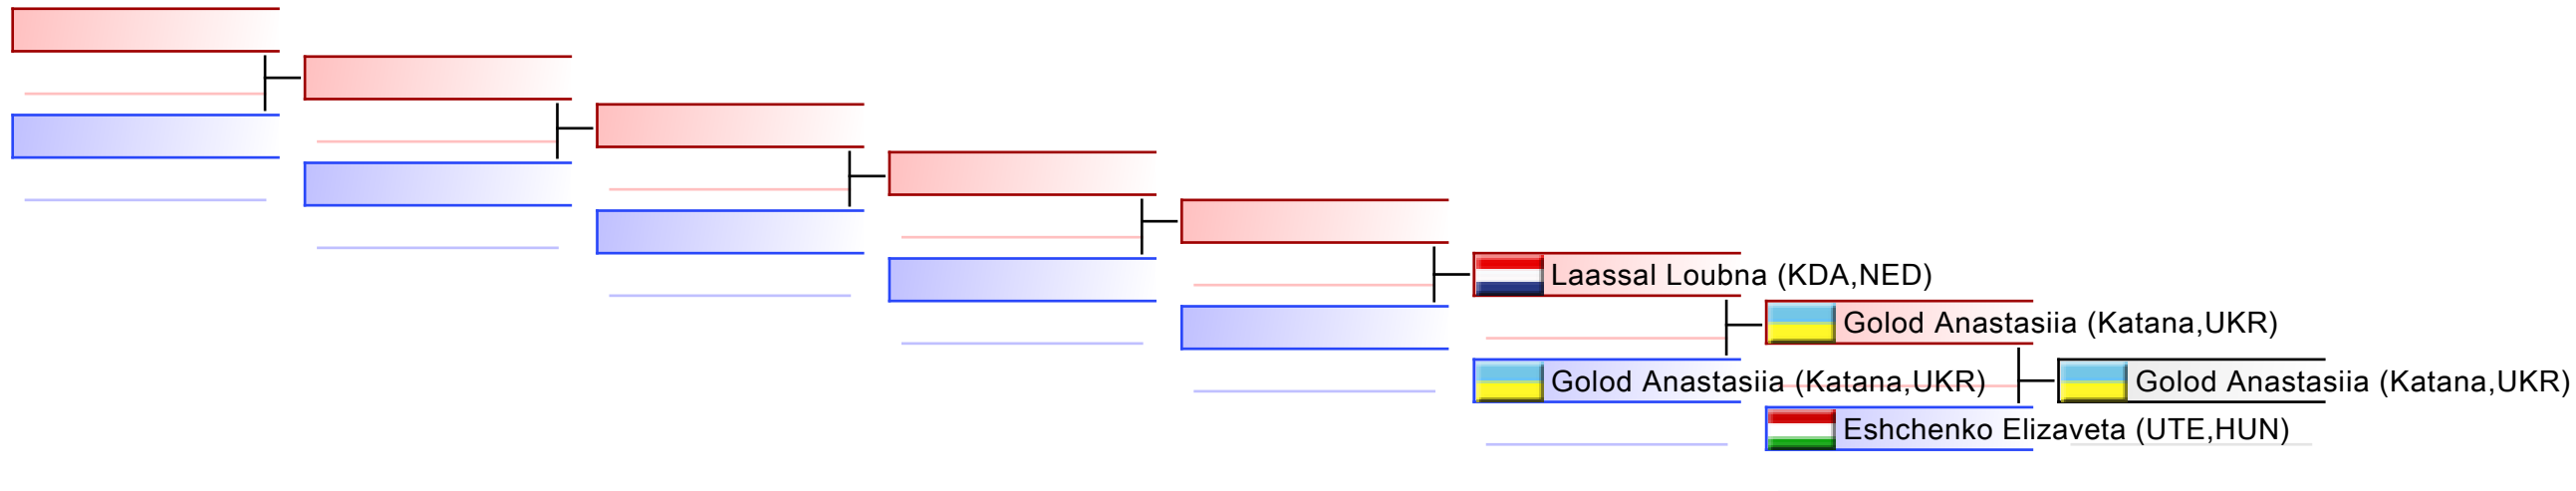 Laassal Loubna (KDA,NED)
Golod Anastasiia (Katana,UKR)
Golod Anastasiia (Katana,UKR)
Golod Anastasiia (Katana,UKR)
Eshchenko Elizaveta (UTE,HUN)